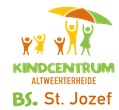 KINDCENTRUM
ALTWEERTERHEIDE
BS. St. Jozef